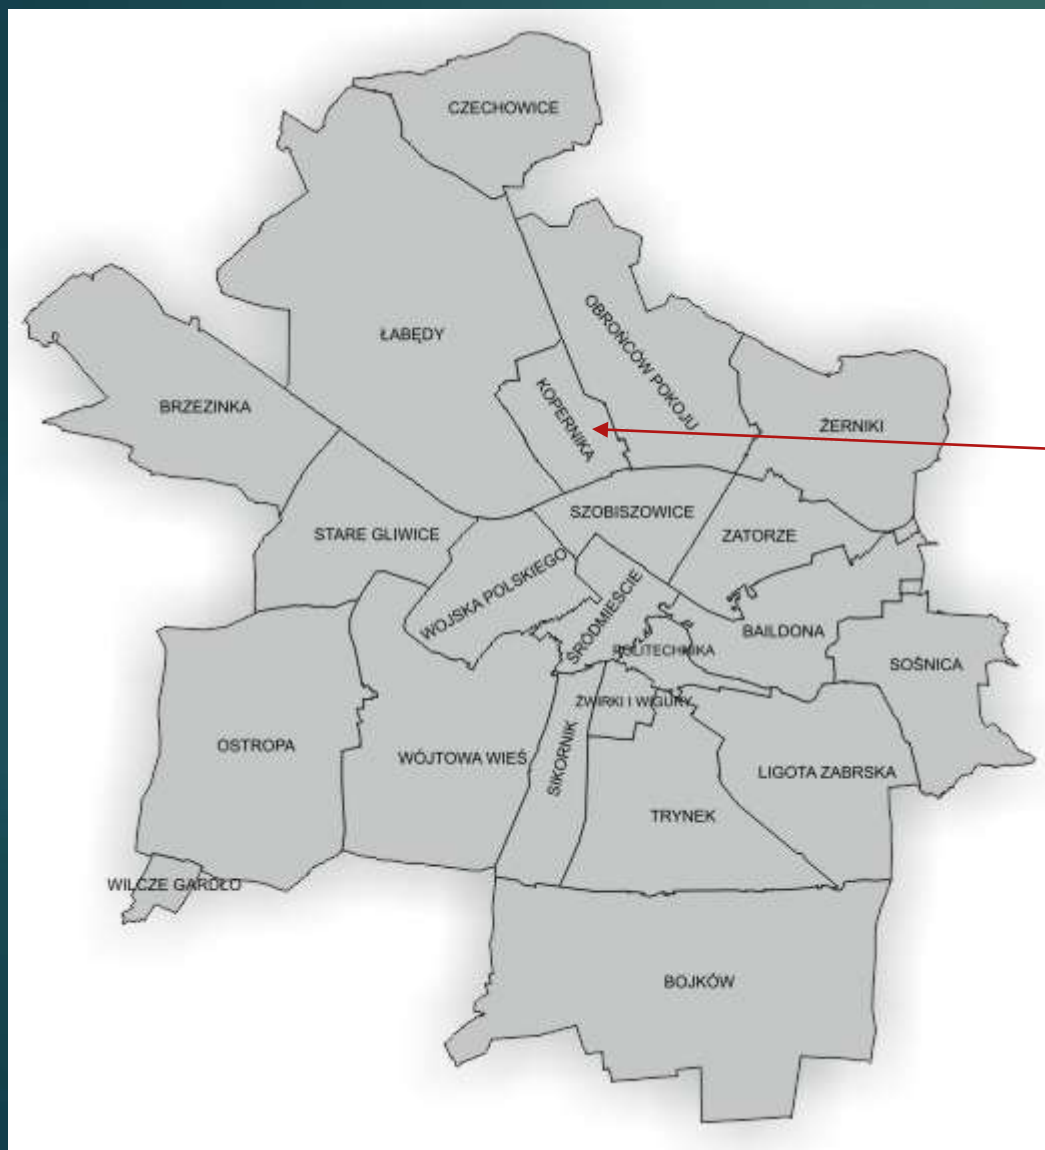 CZECHOWICE
OBROŃCÓW POKOJU
ŁABĘDY
KOPERNIKA
BRZEZINKA
ŻERNIKI
SZOBISZOWICE
STARE GLIWICE
ZATORZE
WOJSKA POLSKIEGO
ŚRÓDMIEŚCIE
BAILDONA
POLITECHNIKA
SOŚNICA
ŻWIRKI I WIGURY
OSTROPA
WÓJTOWA WIEŚ
SIKORNIK
LIGOTA ZABRSKA
TRYNEK
WILCZE GARDŁO
BOJKÓW